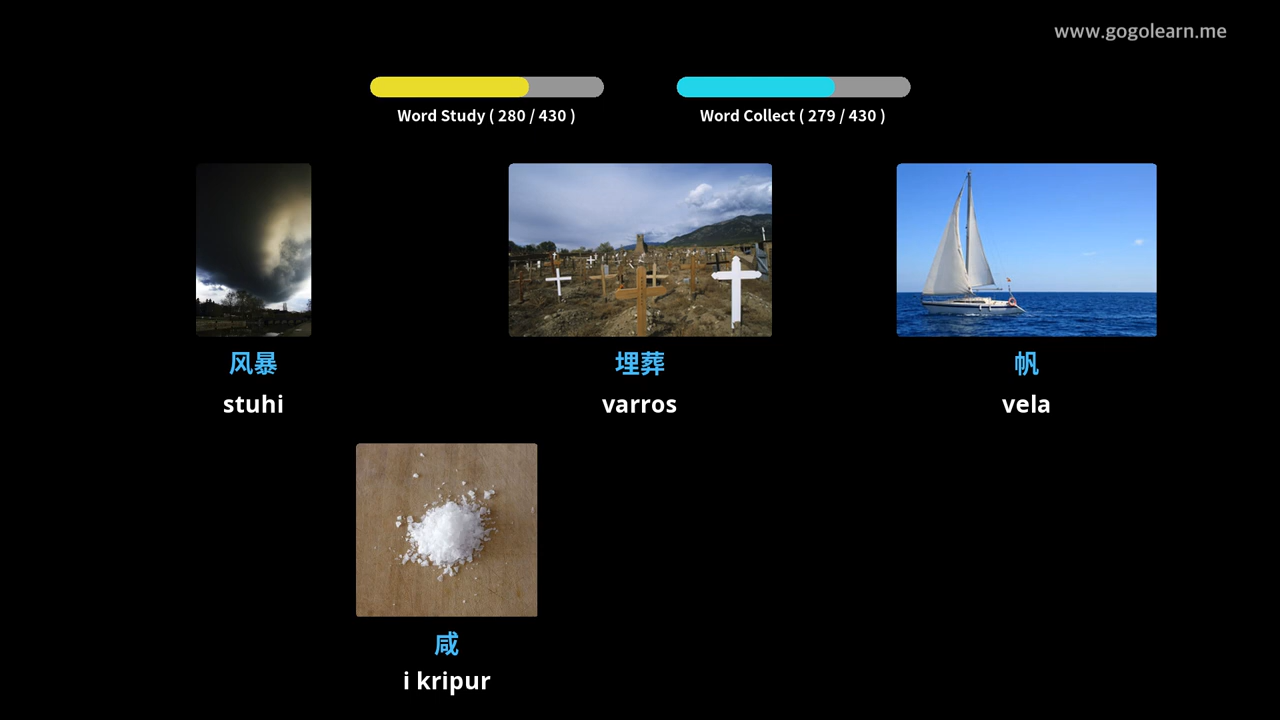 www.gogolearn.me
Word Study ( 280 / 430 )
Word Collect ( 279 / 430 )
风暴
埋葬
帆
stuhi
varros
vela
咸
i kripur